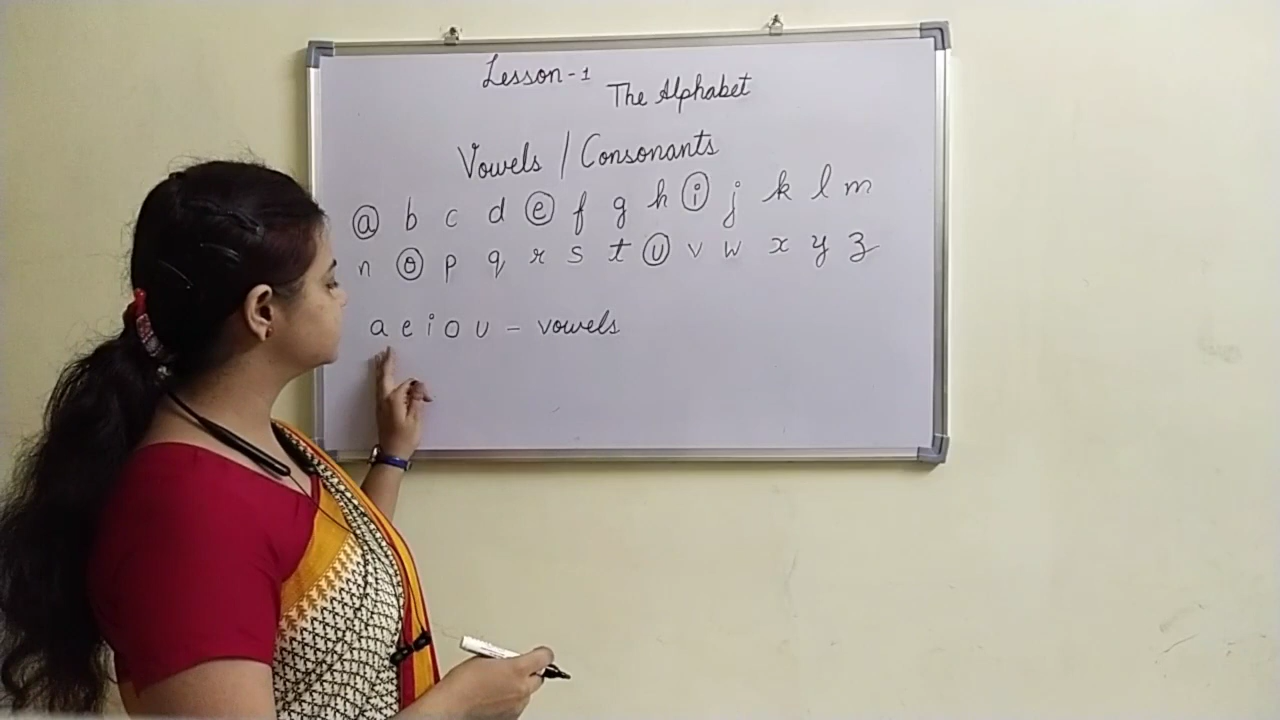 Lesson - 1
The Alphabet
Vowels / Consonants
a b c d e f g h i j k l m
n o p q r s t u v w x y z
a e i o u – vowels